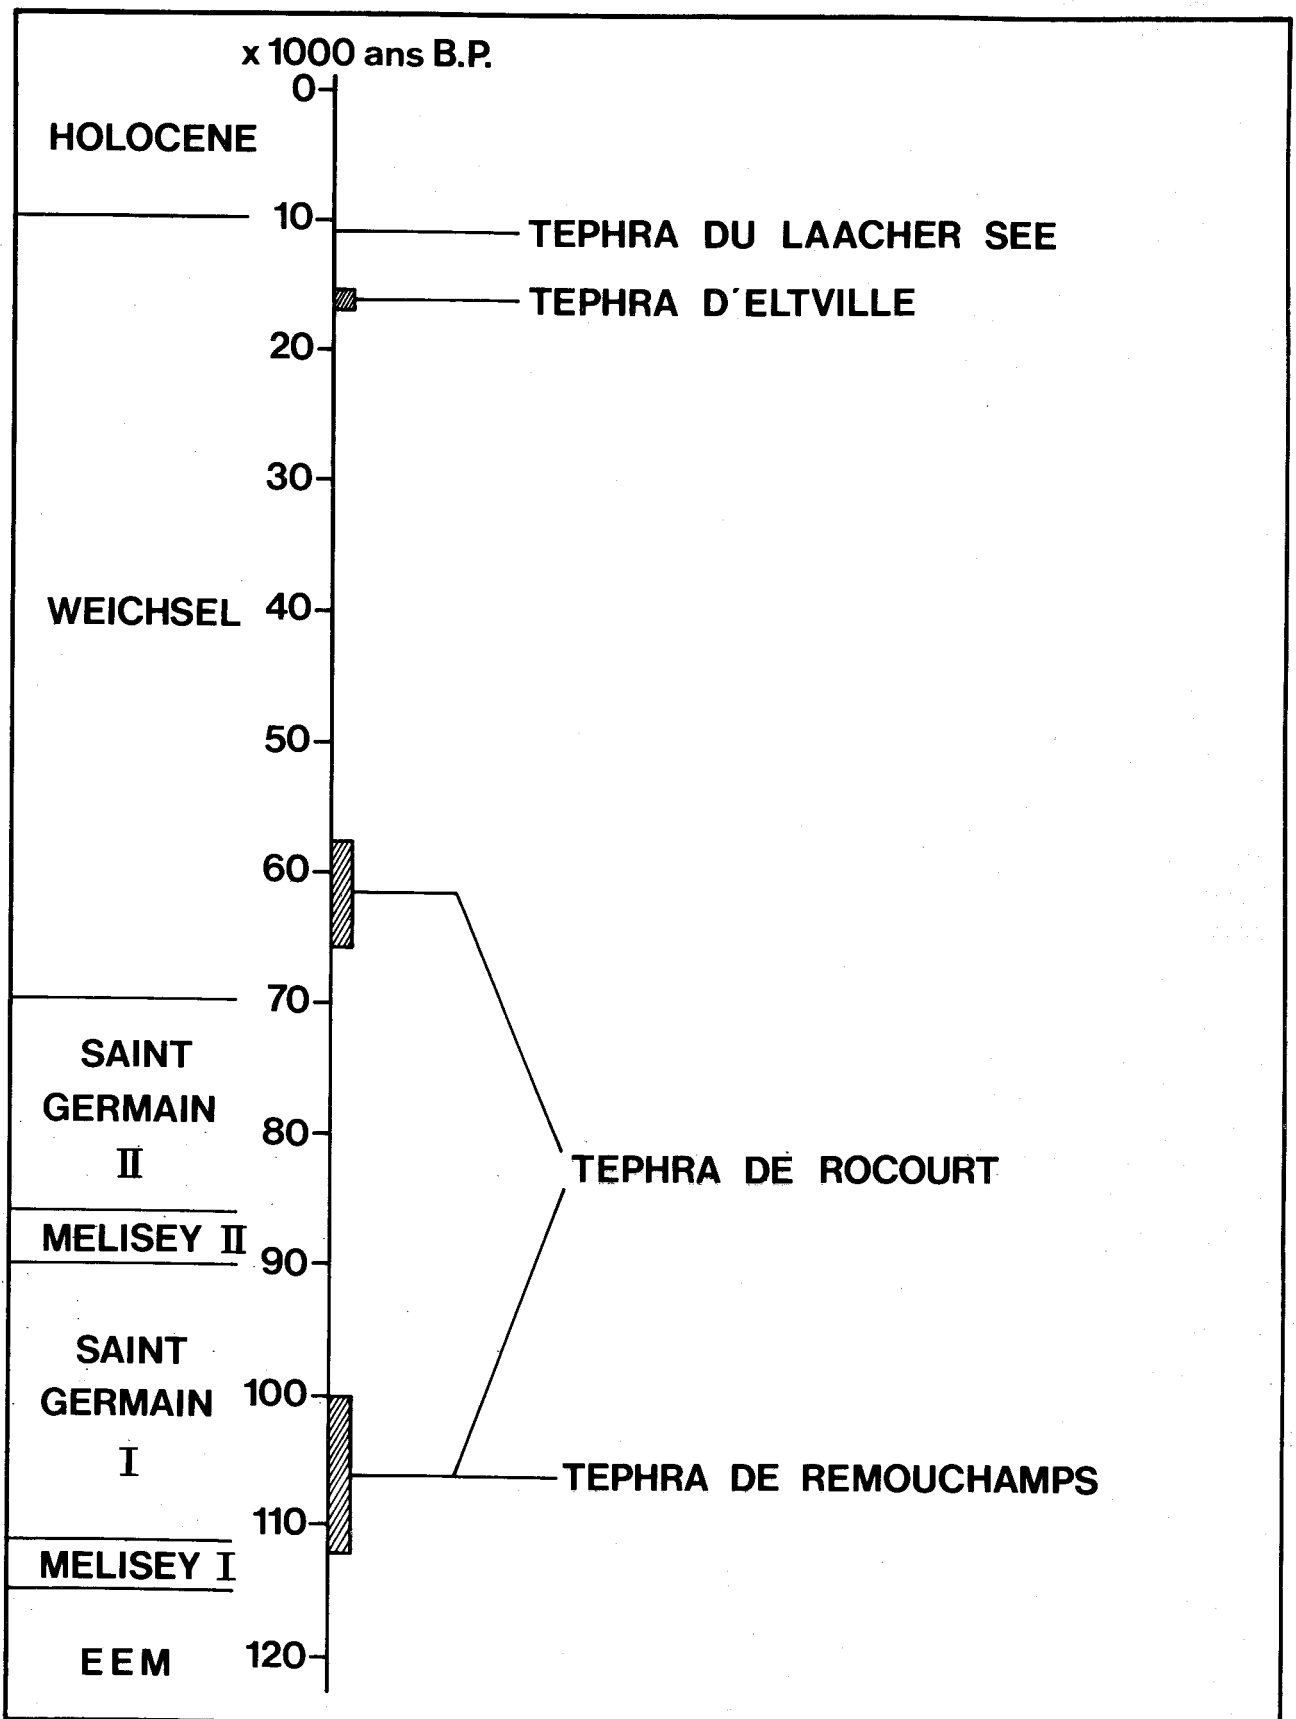 x 1000 ans B.P.
0
HOLOCENE
10
TEPHRA DU LAACHER SEE
TEPHRA D´ELTVILLE
20
30
WEICHSEL 40
50
60
70
SAINT
GERMAIN
80
II
TEPHRA DE ROCOURT
MELISEY II
90
SAINT
GERMAIN 100
I
TEPHRA DE REMOUCHAMPS
110
MELISEY I
EEM 120